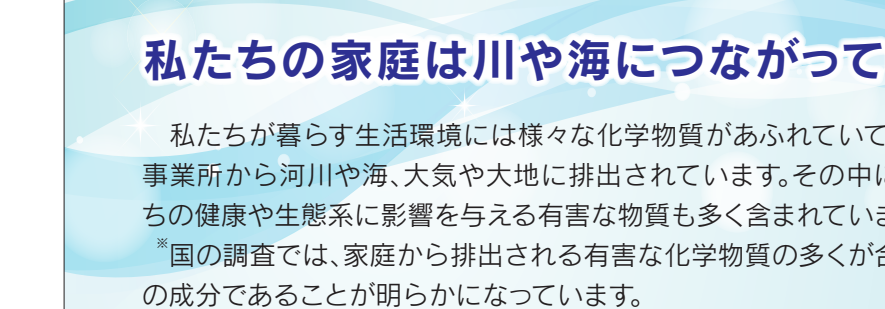 私たちの家庭は川や海につながって
私たちが暮らす生活環境には様々な化学物質があふれていて
事業所から河川や海、大気や大地に排出されています。その中に
ちの健康や生態系に影響を与える有害な物質も多く含まれていま
※国の調査では、家庭から排出される有害な化学物質の多くが合
の成分であることが明らかになっています。